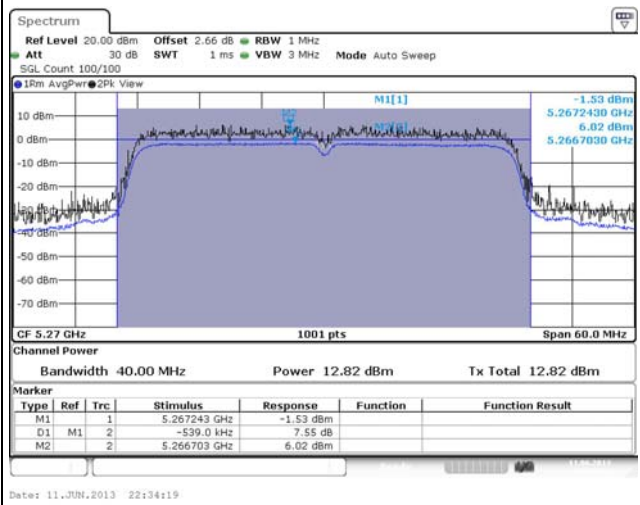 Spectrum
Ref Level 20.00 dBm Offset 2.66 dB RBW 1 MHz
Att 30 dB SWT 1 ms VBW 3 MHz Mode Auto Sweep
SGL Count 100/100
1Rm AvgPwr 2Pk View
M1[1] -1.53 dBm
5.2672430 GHz
6.02 dBm
5.2667030 GHz
10 dBm
0 dBm
-10 dBm
-20 dBm
-40 dBm
-50 dBm
-60 dBm
-70 dBm
CF 5.27 GHz 1001 pts Span 60.0 MHz
Channel Power
Bandwidth 40.00 MHz Power 12.82 dBm Tx Total 12.82 dBm
Marker
Type Ref Trc Stimulus Response Function Function Result
M1 1 5.267243 GHz -1.53 dBm
D1 M1 2 -539.0 kHz 7.55 dB
M2 2 5.266703 GHz 6.02 dBm
Date: 11.JUN.2013 22:34:19